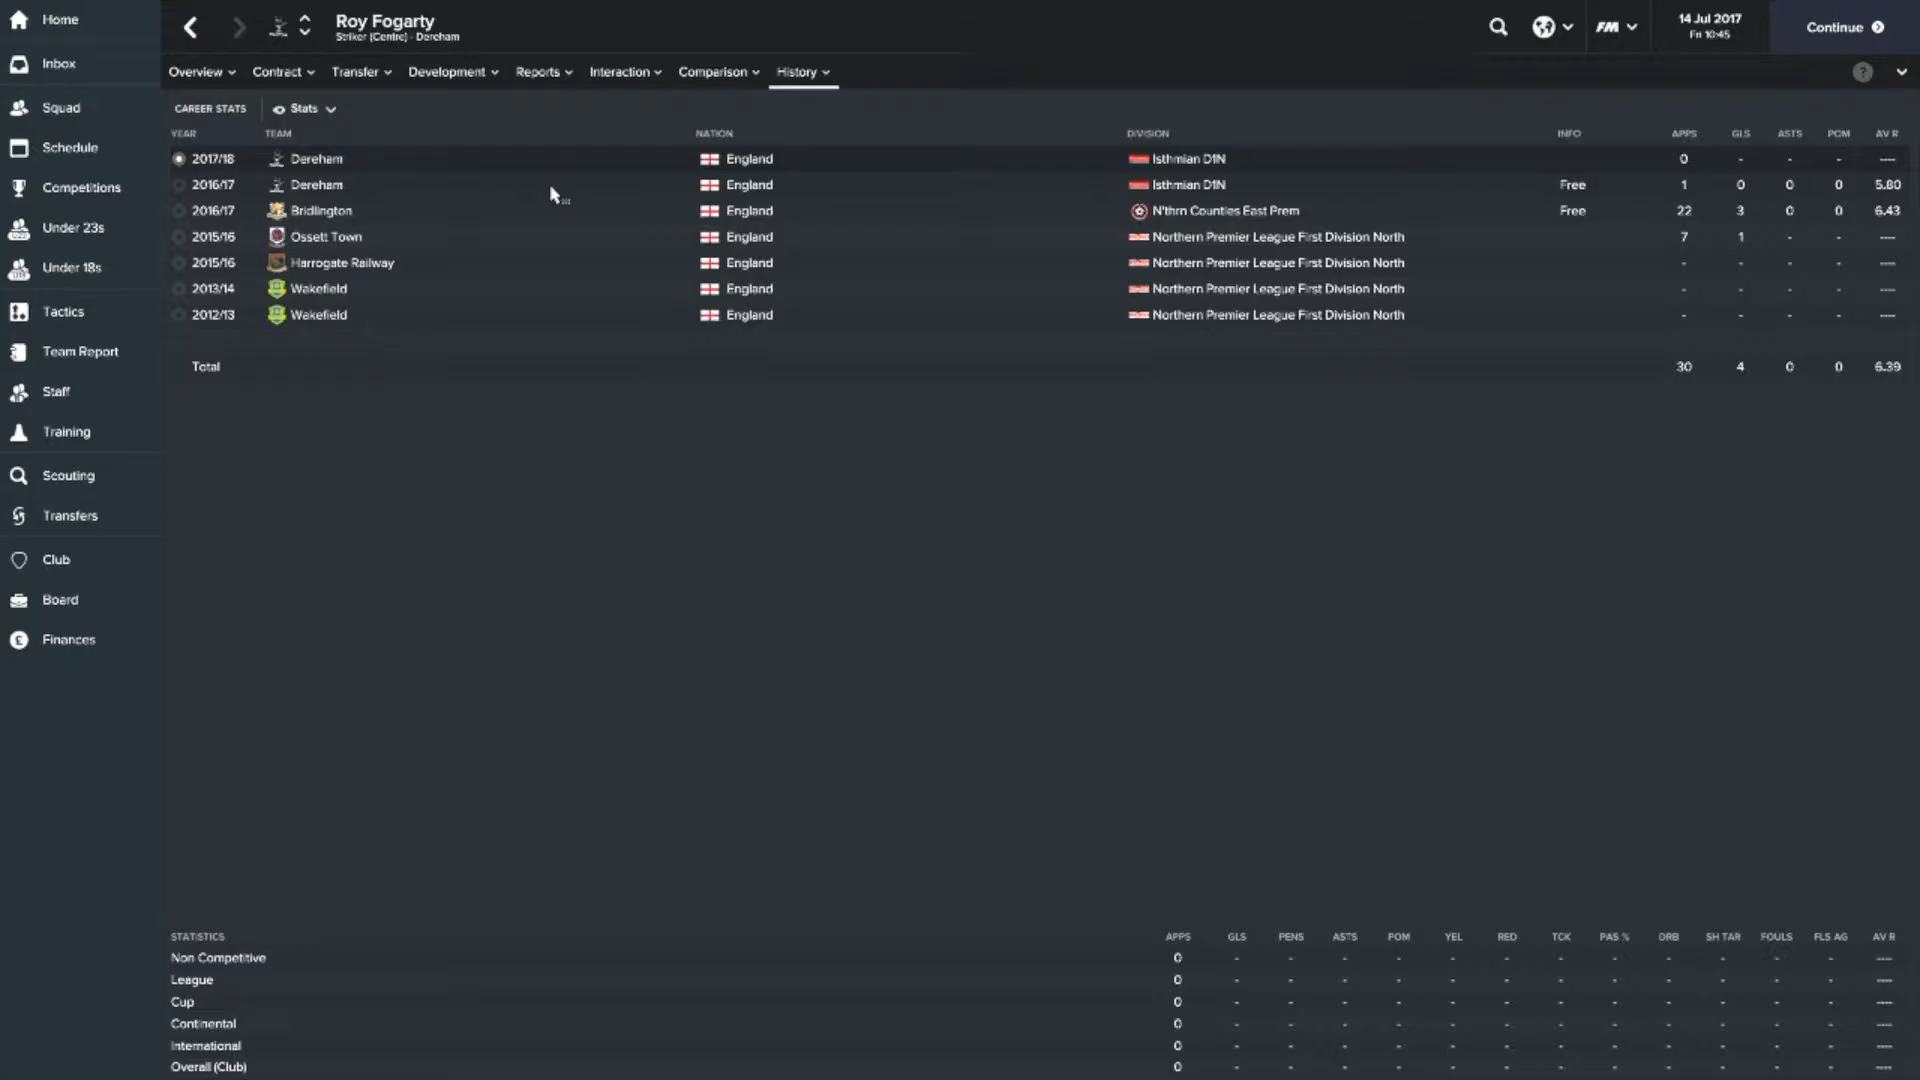 Home
Inbox
Squad
Schedule
Competitions
Under 23s
Under 18s
Tactics
Team Report
Staff
Training
Scouting
Transfers
Club
Board
Finances
Roy Fogarty
Striker (Centre) - Dereham
FM
14 Jul 2017
Fri 10:45
Continue
Overview Contract Transfer Development Reports Interaction Comparison History ?
CAREER STATS Stats
YEAR TEAM NATION DIVISION INFO APPS GLS ASTS POM AV R
2017/18 Dereham England Isthmian D1N 0 - - - ----
2016/17 Dereham England Isthmian D1N Free 1 0 0 0 5.80
2016/17 Bridlington England N'thrn Counties East Prem Free 22 3 0 0 6.43
2015/16 Ossett Town England Northern Premier League First Division North 7 1 - - ----
2015/16 Harrogate Railway England Northern Premier League First Division North - - - - ----
2013/14 Wakefield England Northern Premier League First Division North - - - - ----
2012/13 Wakefield England Northern Premier League First Division North - - - - ----
Total 30 4 0 0 6.39
STATISTICS APPS GLS PENS ASTS POM YEL RED TCK PAS % DRB SH TAR FOULS FLS AG AV R
Non Competitive 0 - - - - - - - - - - - - ----
League 0 - - - - - - - - - - - - ----
Cup 0 - - - - - - - - - - - - ----
Continental 0 - - - - - - - - - - - - ----
International 0 - - - - - - - - - - - - ----
Overall (Club) 0 - - - - - - - - - - - - ----